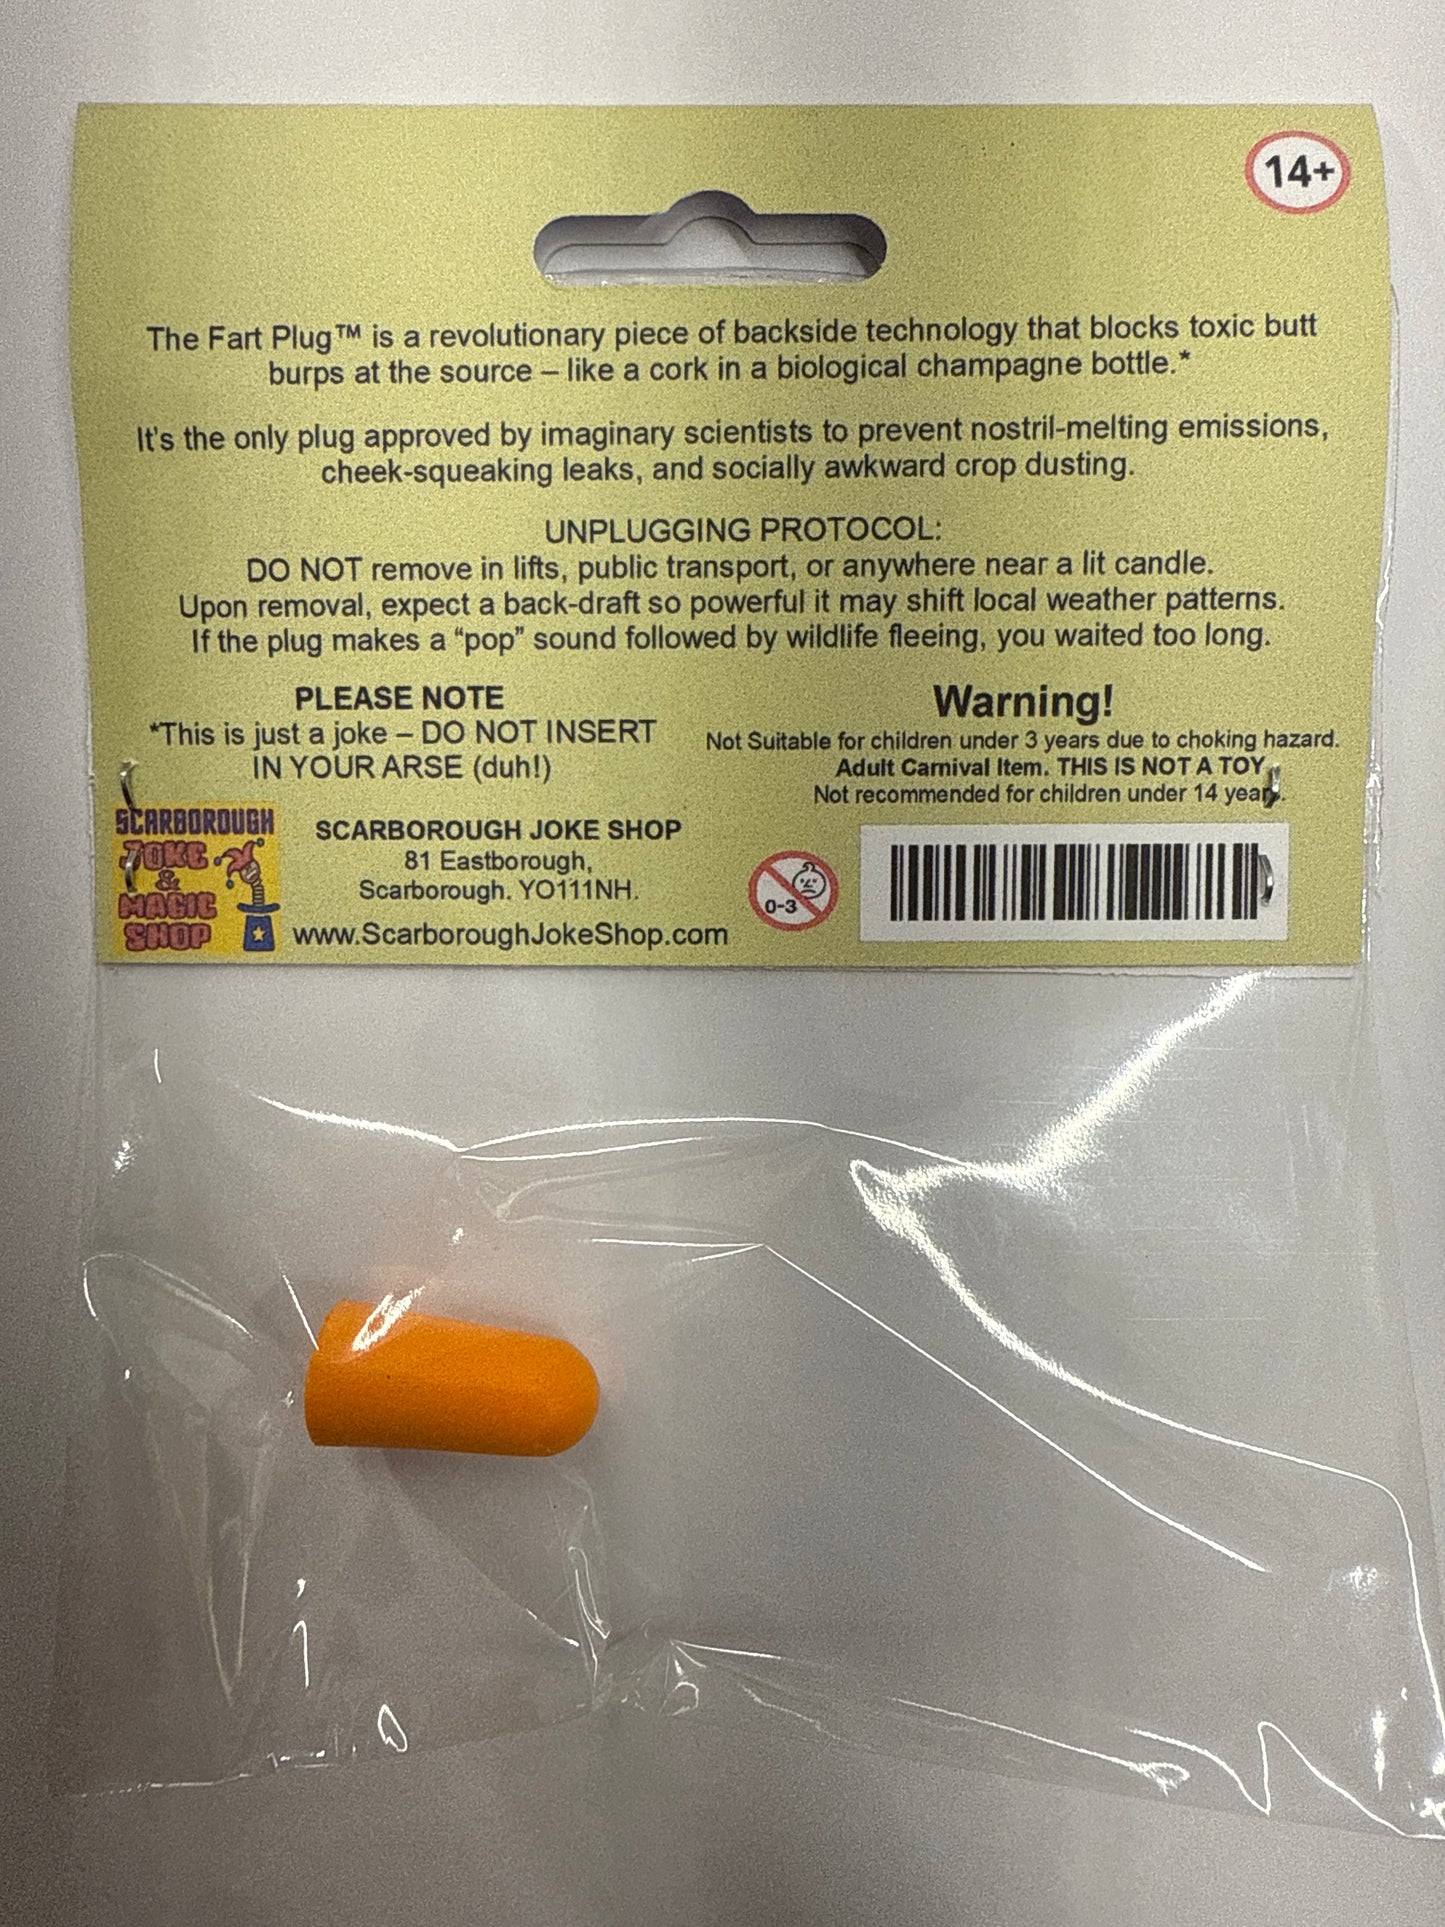 14+
The Fart Plug™ is a revolutionary piece of backside technology that blocks toxic butt
burps at the source – like a cork in a biological champagne bottle.*
It's the only plug approved by imaginary scientists to prevent nostril-melting emissions,
cheek-squeaking leaks, and socially awkward crop dusting.
UNPLUGGING PROTOCOL:
DO NOT remove in lifts, public transport, or anywhere near a lit candle.
Upon removal, expect a back-draft so powerful it may shift local weather patterns.
If the plug makes a “pop” sound followed by wildlife fleeing, you waited too long.
PLEASE NOTE
*This is just a joke – DO NOT INSERT
IN YOUR ARSE (duh!)
Warning!
Not Suitable for children under 3 years due to choking hazard.
Adult Carnival Item. THIS IS NOT A TOY
Not recommended for children under 14 years.
SCARBOROUGH
JOKE
&
MAGIC
SHOP
SCARBOROUGH JOKE SHOP
81 Eastborough,
Scarborough. YO111NH.
www.ScarboroughJokeShop.com
0-3